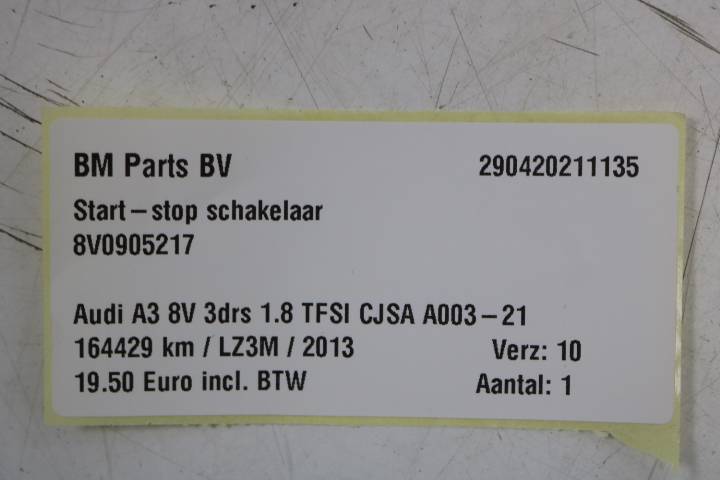 BM Parts BV 290420211135
Start-stop schakelaar
8V0905217
Audi A3 8V 3drs 1.8 TFSI CJSA A003-21
164429 km / LZ3M / 2013 Verz: 10
19.50 Euro incl. BTW Aantal: 1